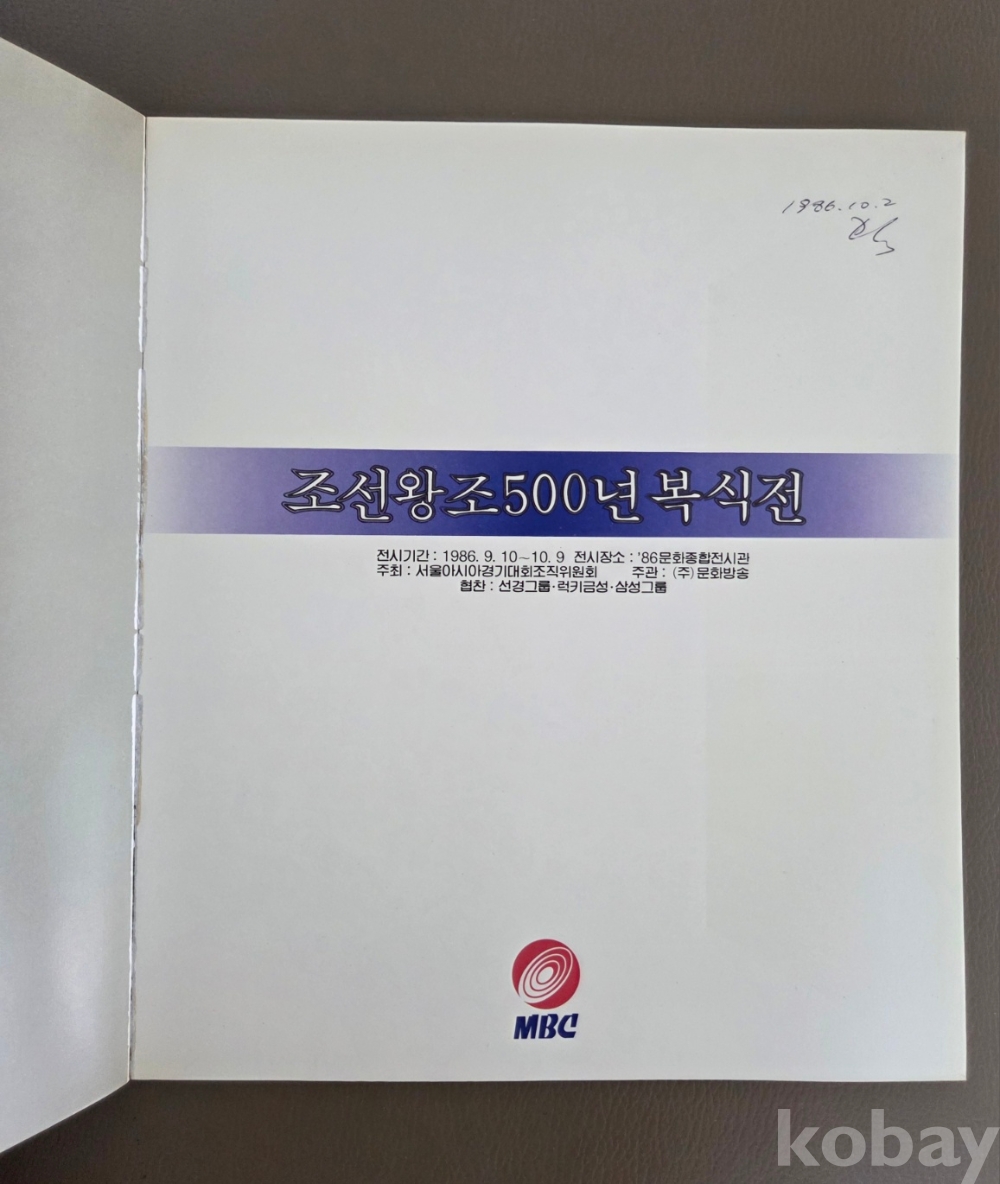 1986.10.2
조선왕조500년 복식전
전시기간 : 1986. 9. 10~10. 9 전시장소 : '86문화종합전시관
주최 : 서울아시아경기대회조직위원회 주관 : (주)문화방송
협찬 : 선경그룹·럭키금성·삼성그룹
MBC
kobay